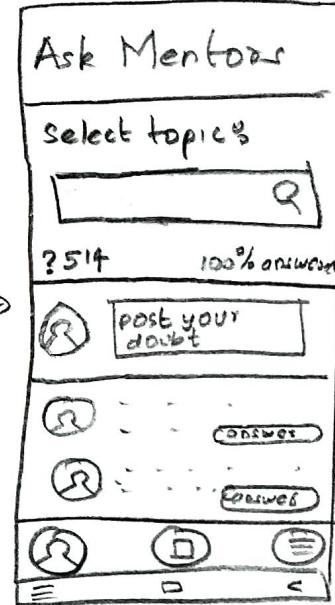 Ask Mentors
Select topics
? 514 100% answered
post your
doubt
answer
answer